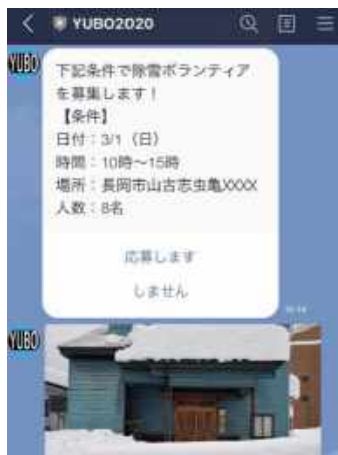 YUBO2020
YUBO
下記条件で除雪ボランティア
を募集します！
【条件】
日付：3/1（日）
時間：10時〜15時
場所：長岡市山古志虫亀XXXX
人数：8名
応募します
しません
YUBO